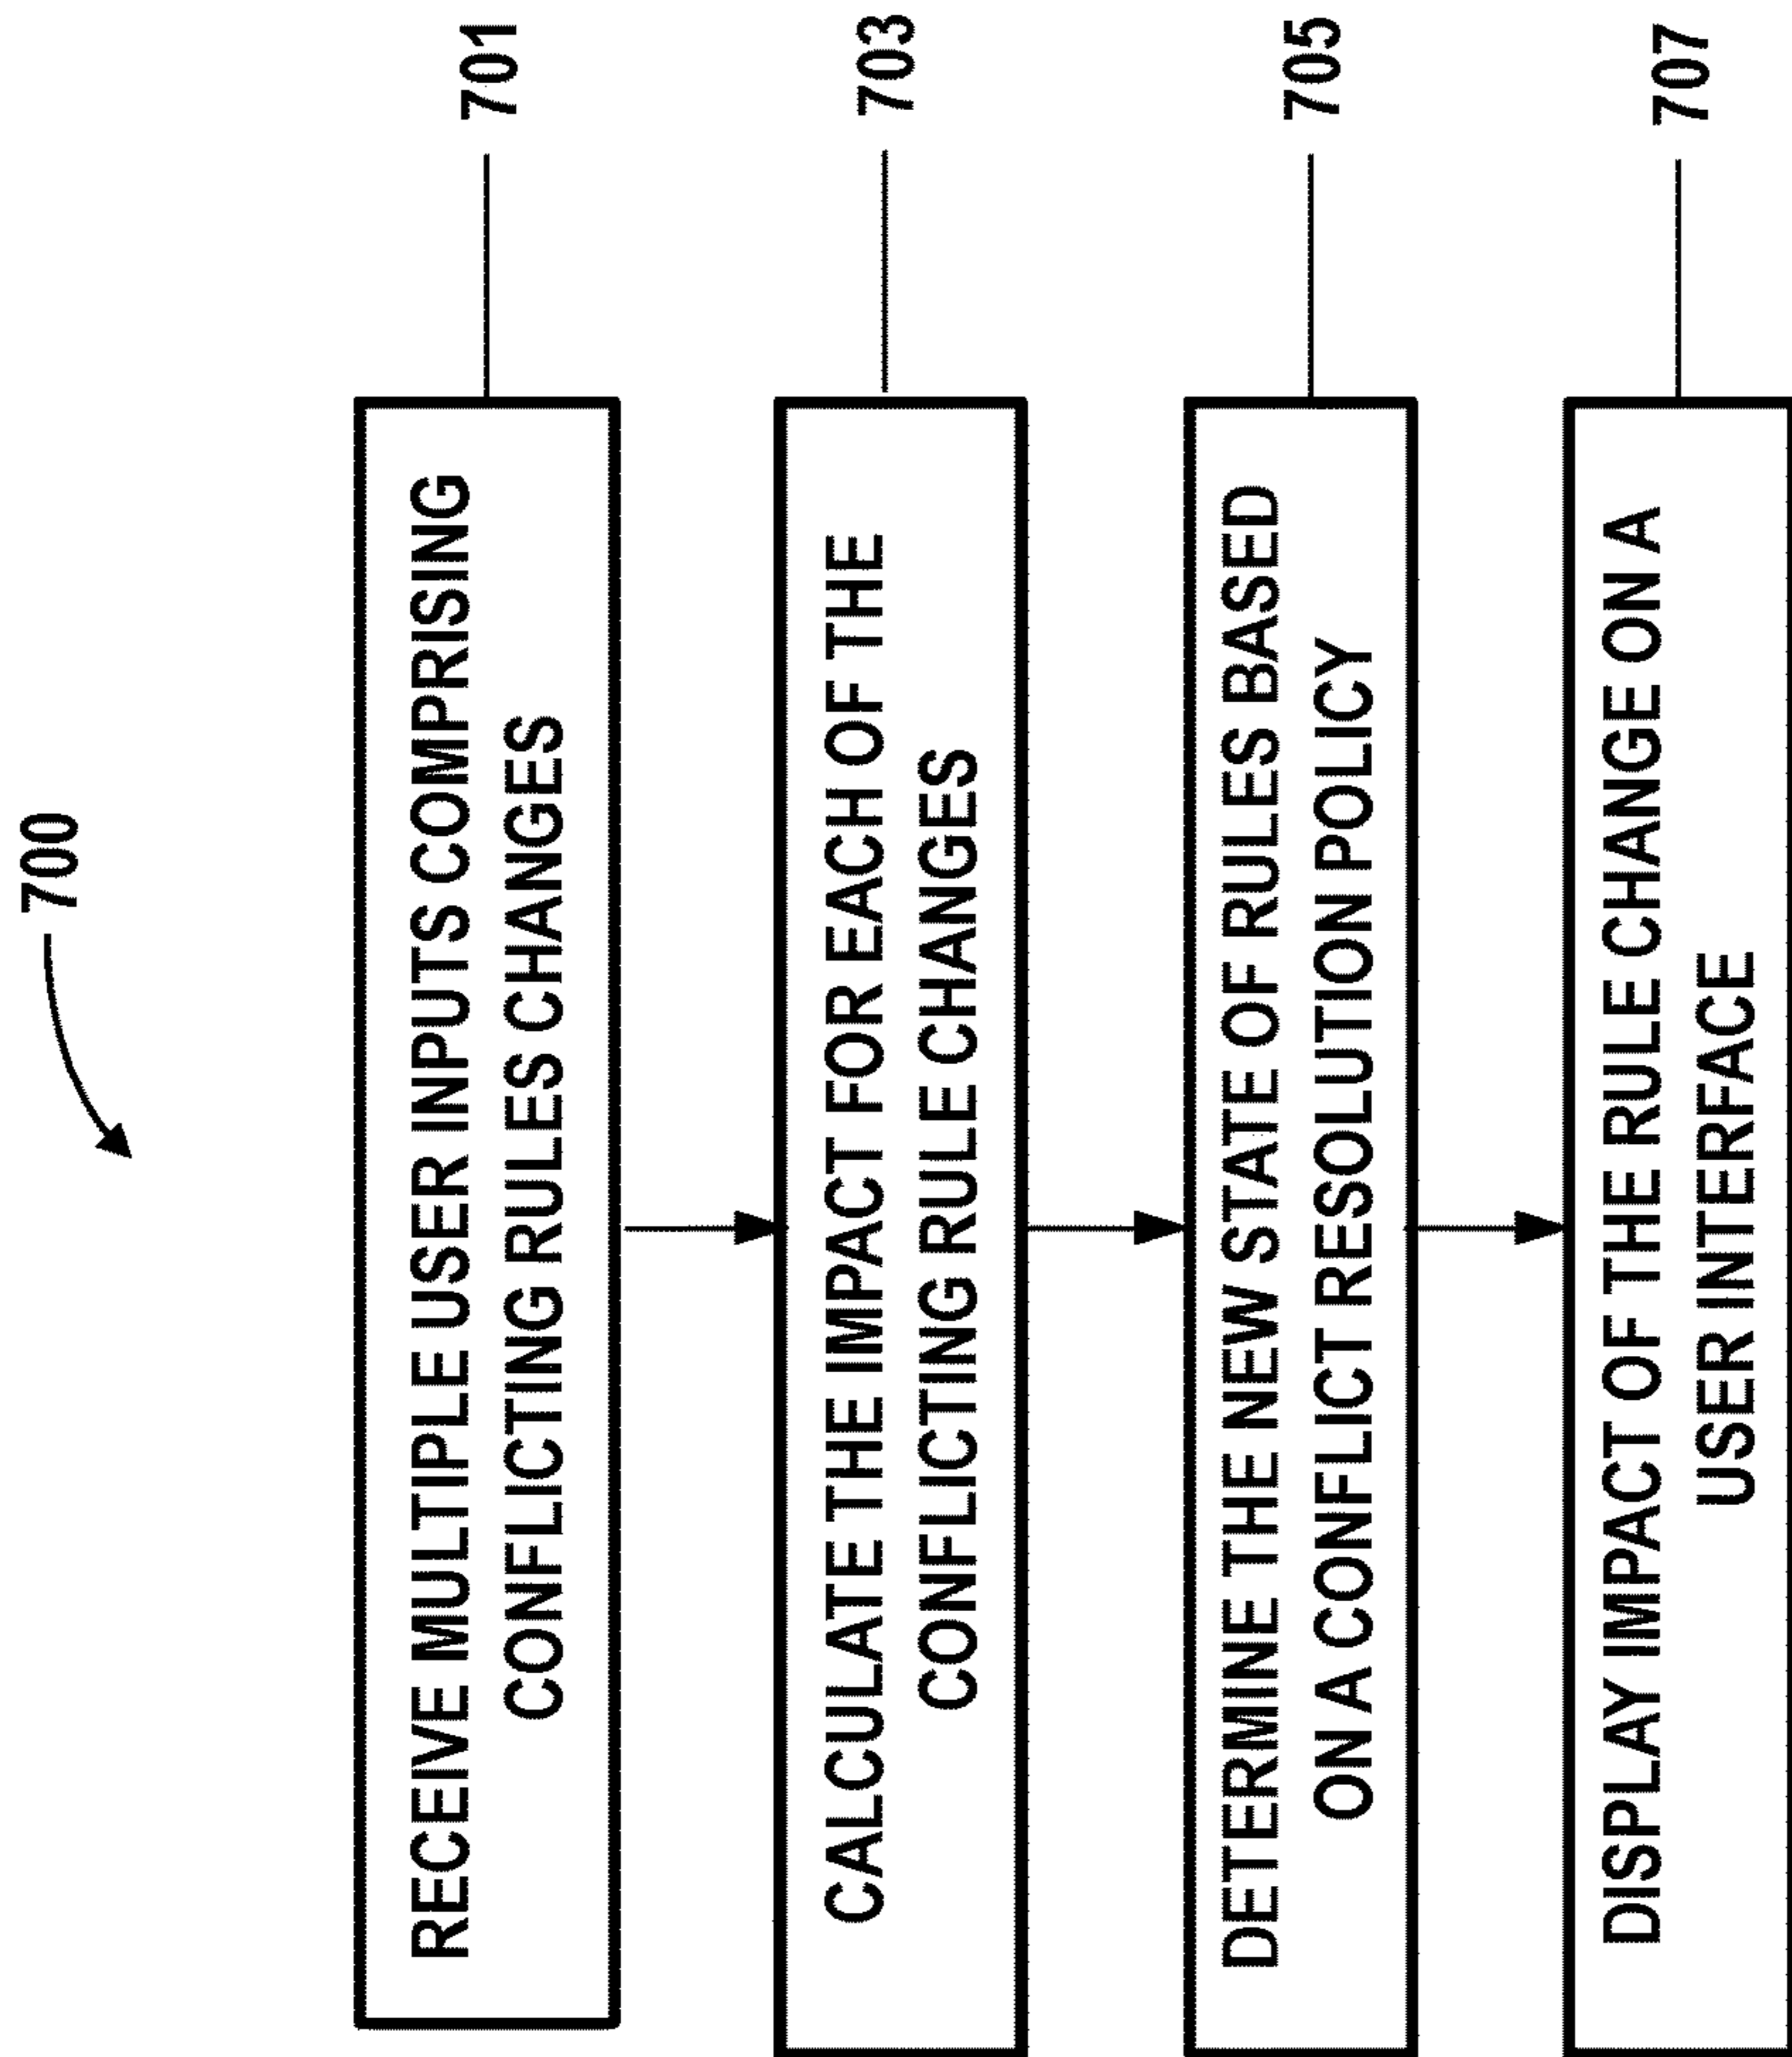 700
RECEIVE MULTIPLE USER INPUTS COMPRISING
CONFLICTING RULES CHANGES
701
CALCULATE THE IMPACT FOR EACH OF THE
CONFLICTING RULE CHANGES
703
DETERMINE THE NEW STATE OF RULES BASED
ON A CONFLICT RESOLUTION POLICY
705
DISPLAY IMPACT OF THE RULE CHANGE ON A
USER INTERFACE
707